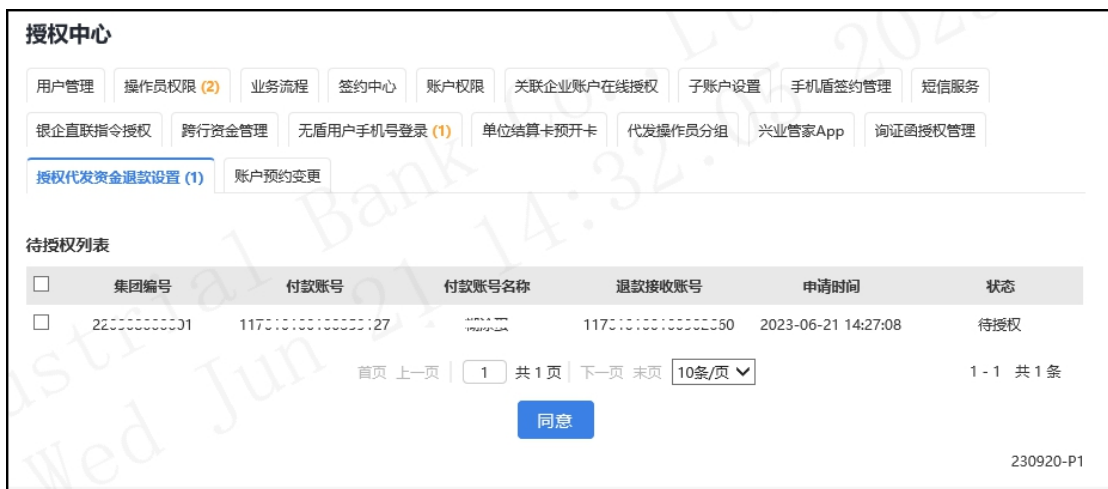 授权中心
用户管理 操作员权限 (2) 业务流程 签约中心 账户权限 关联企业账户在线授权 子账户设置 手机盾签约管理 短信服务
银企直联指令授权 跨行资金管理 无盾用户手机号登录 (1) 单位结算卡预开卡 代发操作员分组 兴业管家App 询证函授权管理
授权代发资金退款设置 (1) 账户预约变更
待授权列表
集团编号 付款账号 付款账号名称 退款接收账号 申请时间 状态
2023-06-21 14:27:08 待授权
首页 上一页 1 共 1 页 下一页 末页 10条/页 1 - 1 共 1 条
同意
230920-P1